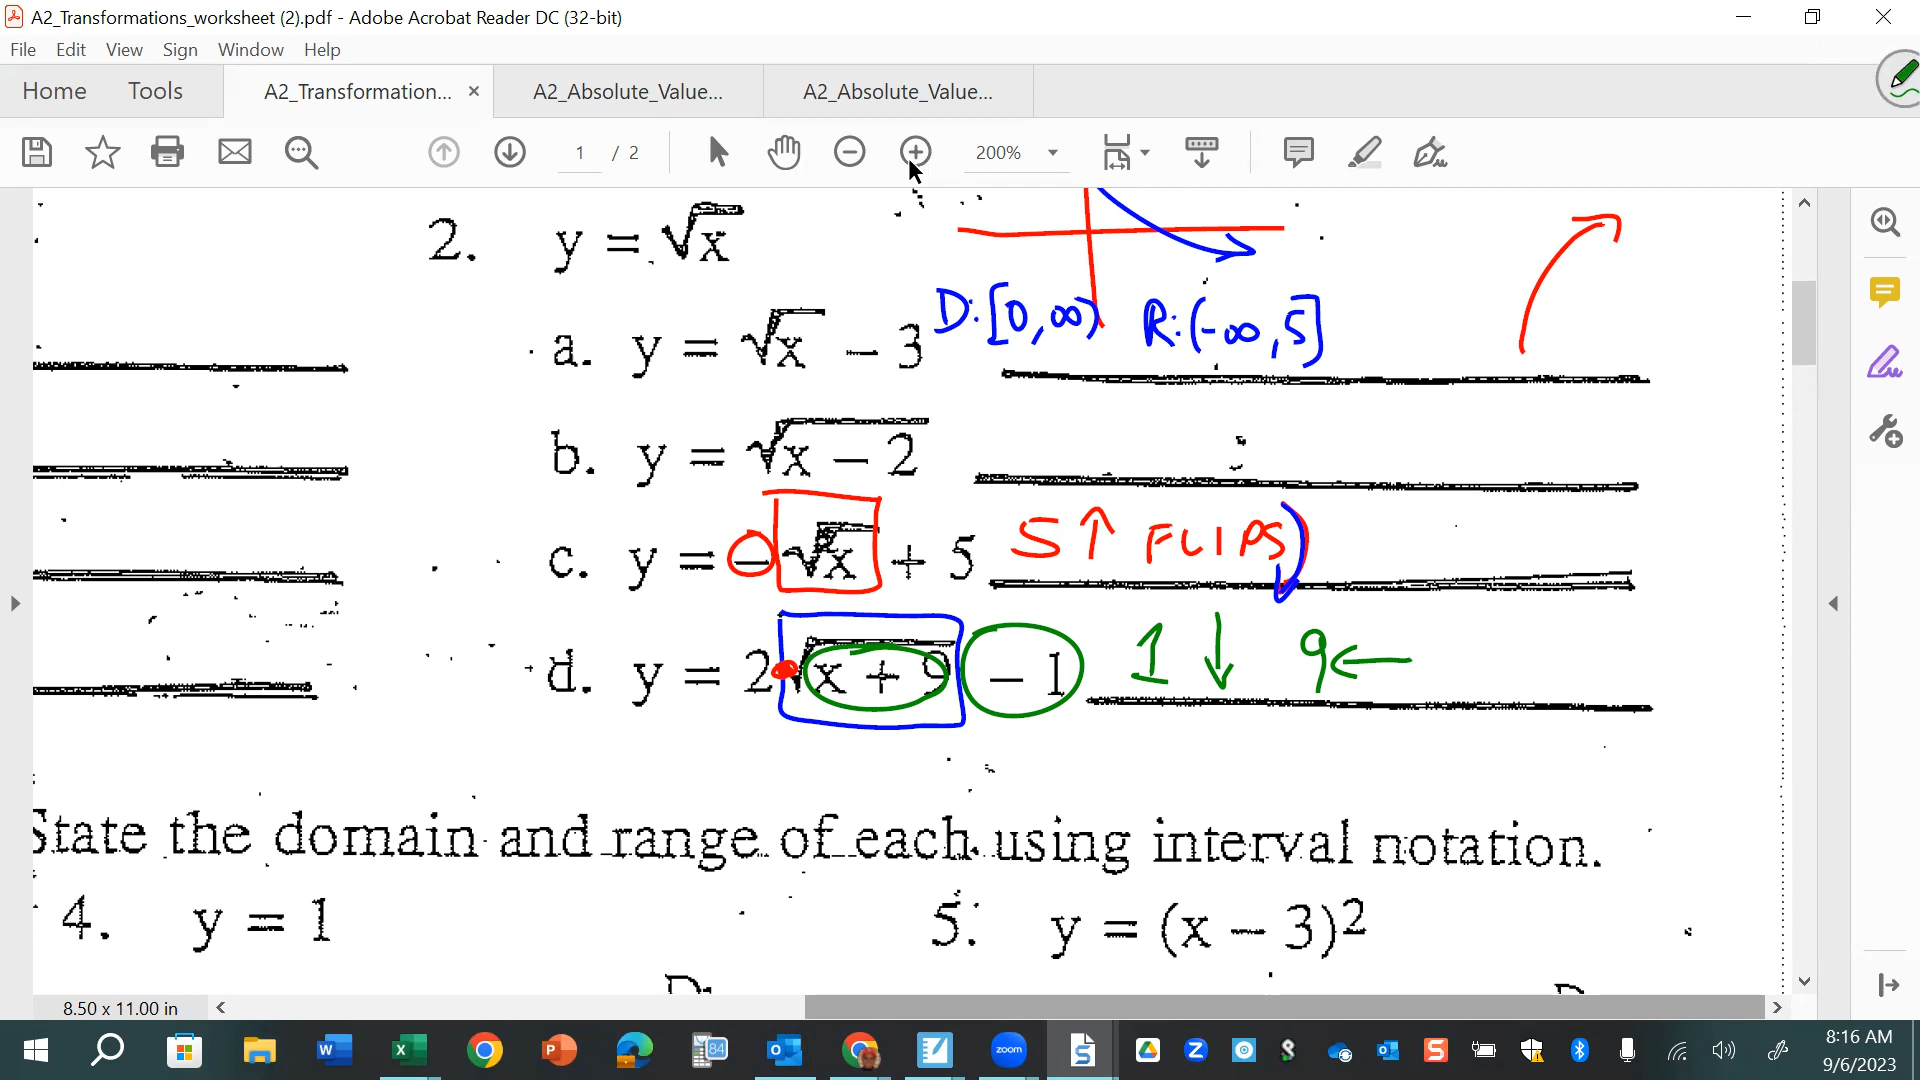 A2_Transformations_worksheet (2).pdf - Adobe Acrobat Reader DC (32-bit)
File Edit View Sign Window Help
Home Tools A2_Transformation... × A2_Absolute_Value... A2_Absolute_Value...
1 / 2 200%
2. y = √x
D: [0, ∞) R: (-∞, 5]
a. y = √x - 3
b. y = √x - 2
c. y = -√x + 5 5 ↑ FLIPS
d. y = 2√x + 9 - 1 1 ↓ 9 ←
State the domain and range of each using interval notation.
4. y = 1 5. y = (x - 3)2
8.50 x 11.00 in
84 zoom
8:16 AM
9/6/2023